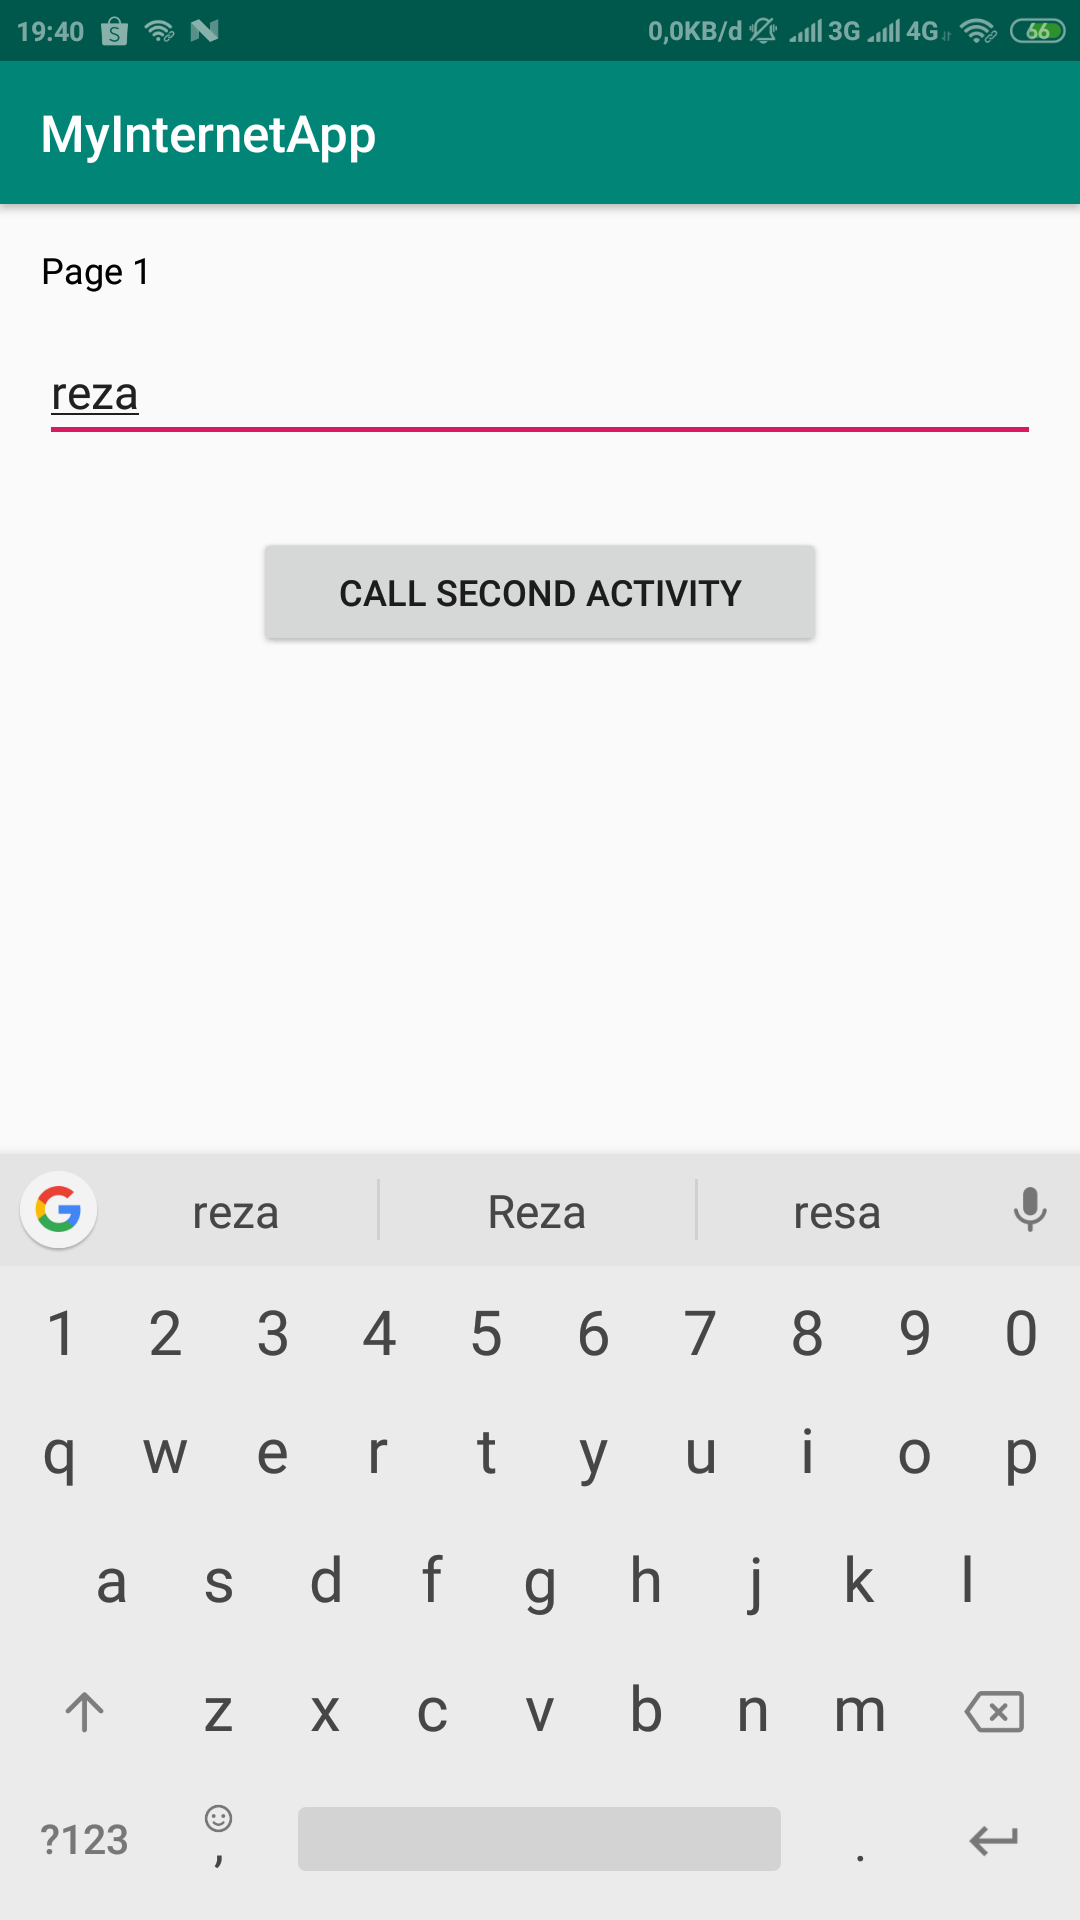 19:40 0,0KB/d 3G 4G 66
MyInternetApp
Page 1
reza
CALL SECOND ACTIVITY
reza Reza resa
1 2 3 4 5 6 7 8 9 0
q w e r t y u i o p
a s d f g h j k l
z x c v b n m
?123 , .